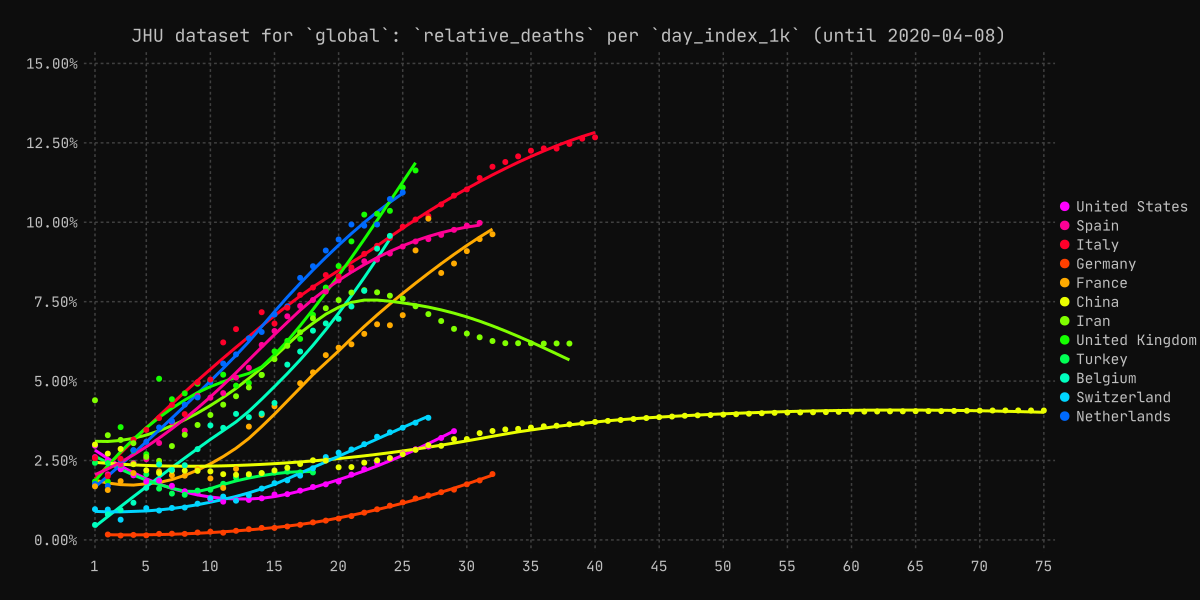 JHU dataset for `global`: `relative_deaths` per `day_index_1k` (until 2020-04-08)
15.00%
12.50%
10.00%
7.50%
5.00%
2.50%
0.00%
1 5 10 15 20 25 30 35 40 45 50 55 60 65 70 75
United States
Spain
Italy
Germany
France
China
Iran
United Kingdom
Turkey
Belgium
Switzerland
Netherlands